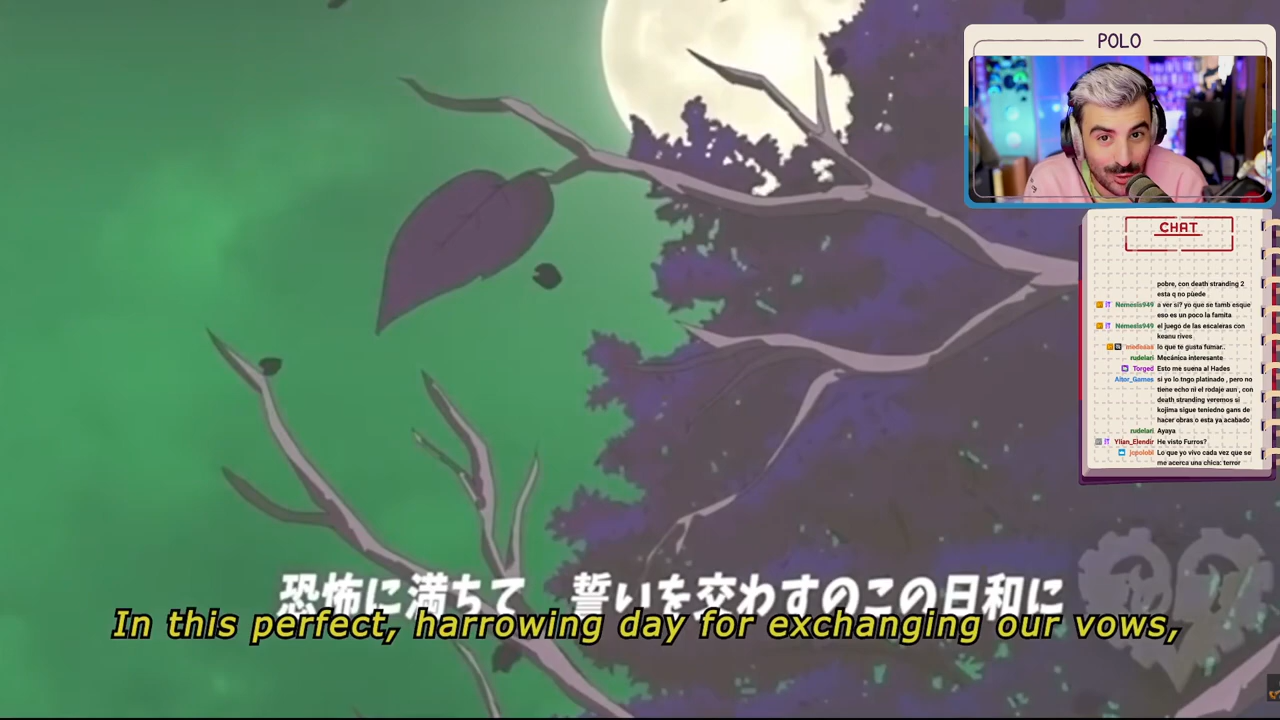 POLO
CHAT
pobre, con death stranding 2
esta q no puede
Nemesis949 a ver si? yo que se tamb esque
eso es un poco la famita
Nemesis949 el juego de las escaleras con
keanu rives
lo que te gusta fumar..
rudelari Mecánica interesante
Torged Esto me suena al Hades
Aitor_Games si yo lo tngo platinado , pero no
tiene echo ni el rodaje aun , con
death stranding veremos si
kojima sigue teniedno gans de
hacer obras o esta ya acabado
rudelari Ayaya
Ylian_Elendir He visto Furros?
jopolobl Lo que yo vivo cada vez que se
me acerca una chica: terror
恐怖に満ちて 誓いを交わすのこの日和に
In this perfect, harrowing day for exchanging our vows,